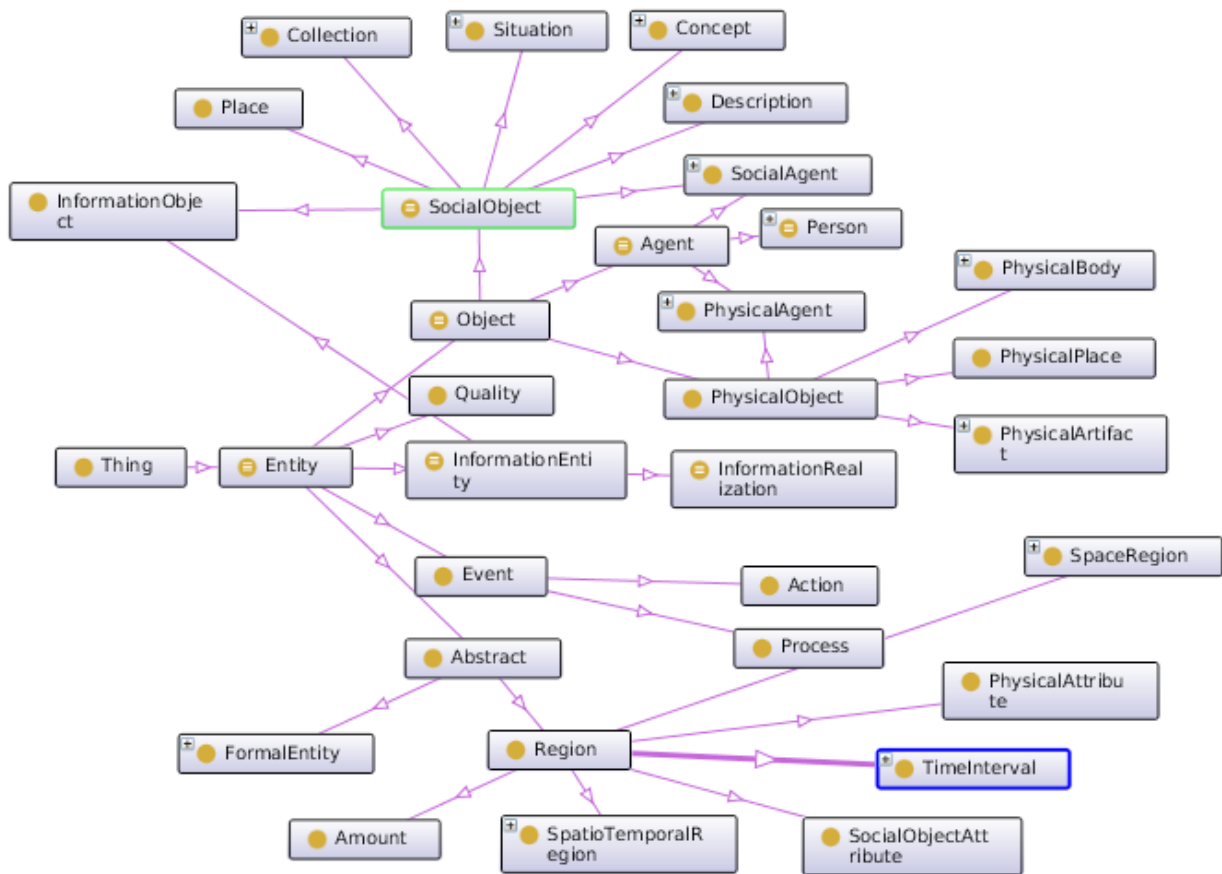 Collection
Situation
Concept
Place
Description
SocialAgent
InformationObje
ct
SocialObject
Person
Agent
PhysicalBody
PhysicalAgent
Object
PhysicalPlace
Quality
PhysicalObject
PhysicalArtifac
t
Thing
Entity
InformationEnti
ty
InformationReal
ization
SpaceRegion
Event
Action
Process
Abstract
PhysicalAttribu
te
FormalEntity
Region
TimeInterval
Amount
SpatioTemporalR
egion
SocialObjectAtt
ribute